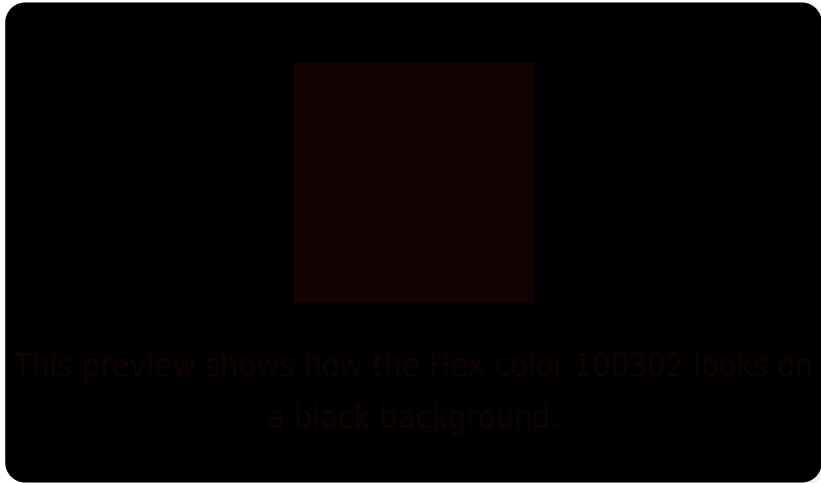 This preview shows how the Hex color 100302 looks on
a black background.